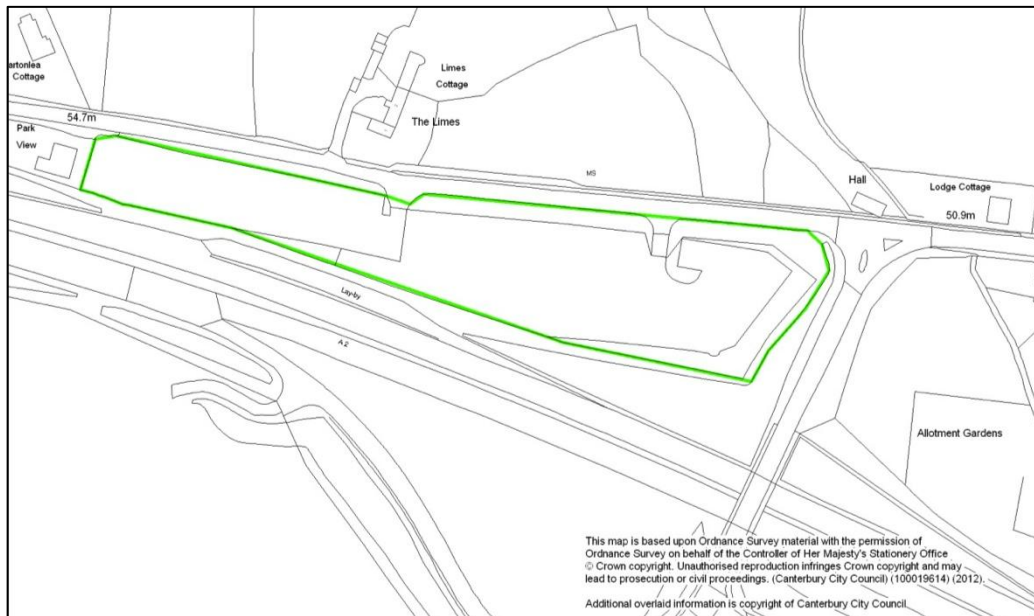 artonlea
Cottage
Limes
Cottage
54.7m
The Limes
Park
View
MS
Hall
Lodge Cottage
50.9m
Lay-by
A 2
Allotment Gardens
This map is based upon Ordnance Survey material with the permission of
Ordnance Survey on behalf of the Controller of Her Majesty's Stationery Office
© Crown copyright. Unauthorised reproduction infringes Crown copyright and may
lead to prosecution or civil proceedings. (Canterbury City Council) (100019614) (2012).
Additional overlaid information is copyright of Canterbury City Council.